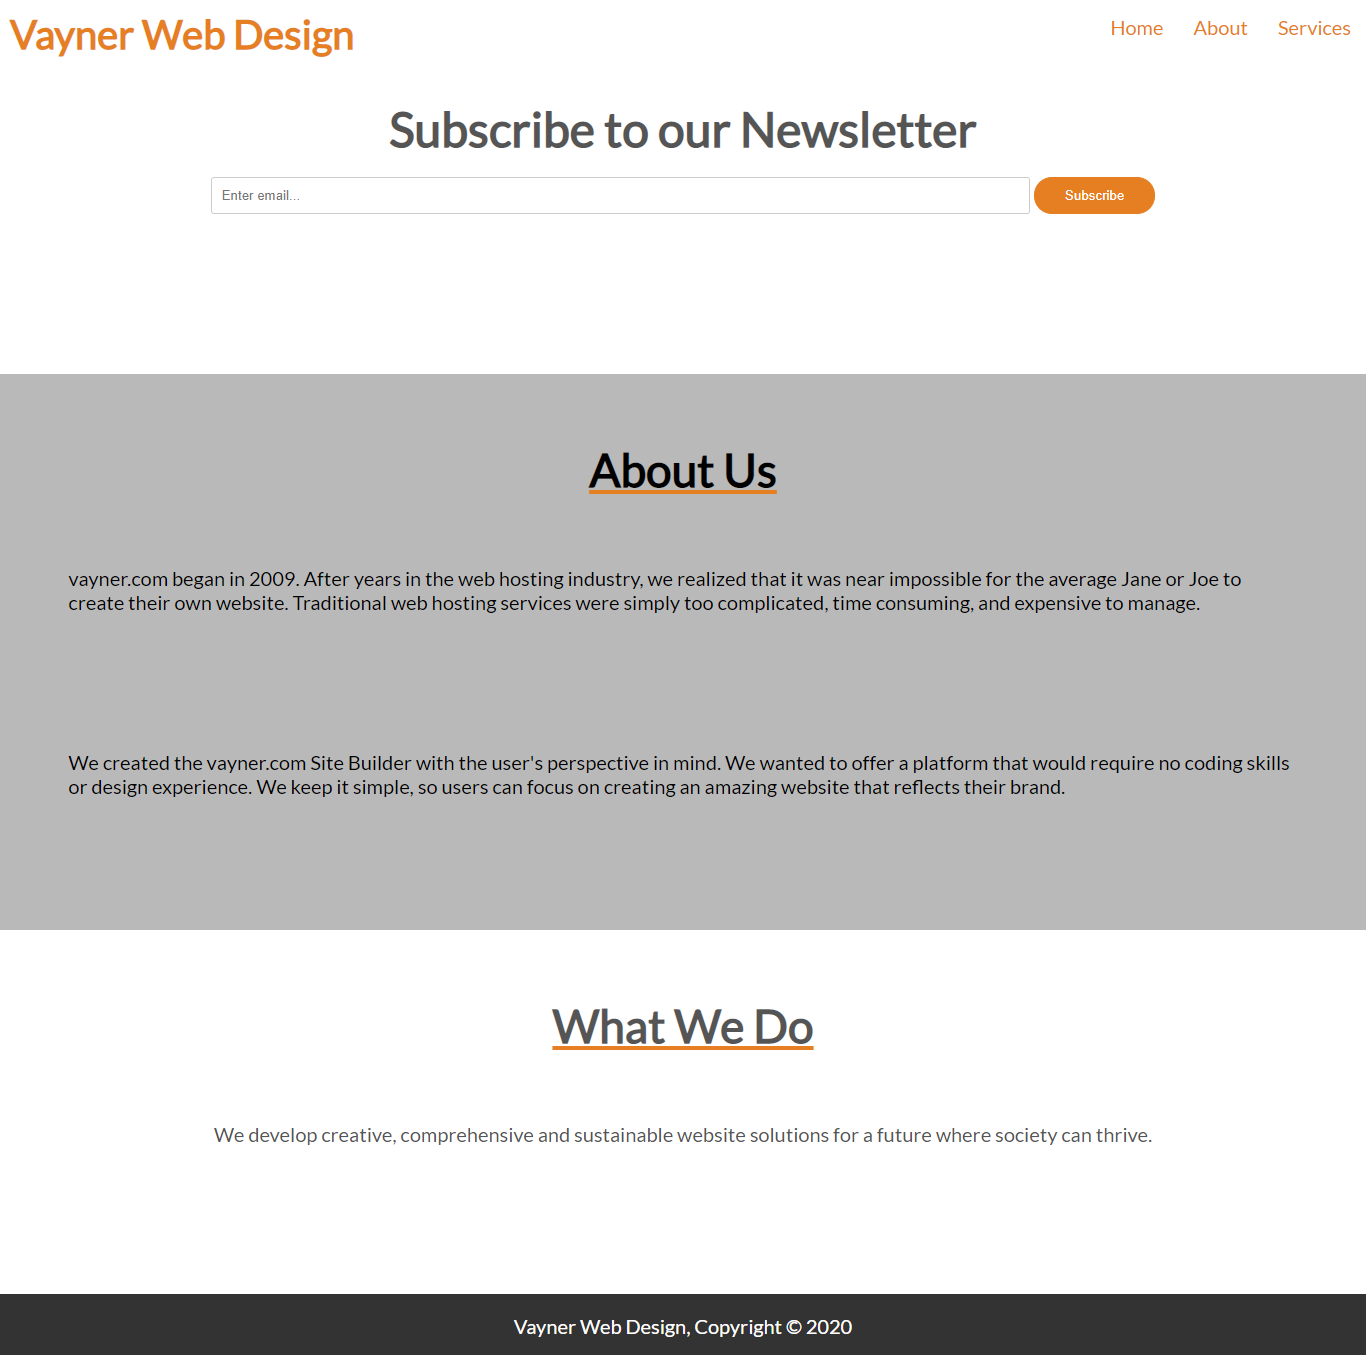 Vayner Web Design
Home About Services
Subscribe to our Newsletter
Enter email...
Subscribe
About Us
vayner.com began in 2009. After years in the web hosting industry, we realized that it was near impossible for the average Jane or Joe to
create their own website. Traditional web hosting services were simply too complicated, time consuming, and expensive to manage.
We created the vayner.com Site Builder with the user's perspective in mind. We wanted to offer a platform that would require no coding skills
or design experience. We keep it simple, so users can focus on creating an amazing website that reflects their brand.
What We Do
We develop creative, comprehensive and sustainable website solutions for a future where society can thrive.
Vayner Web Design, Copyright © 2020